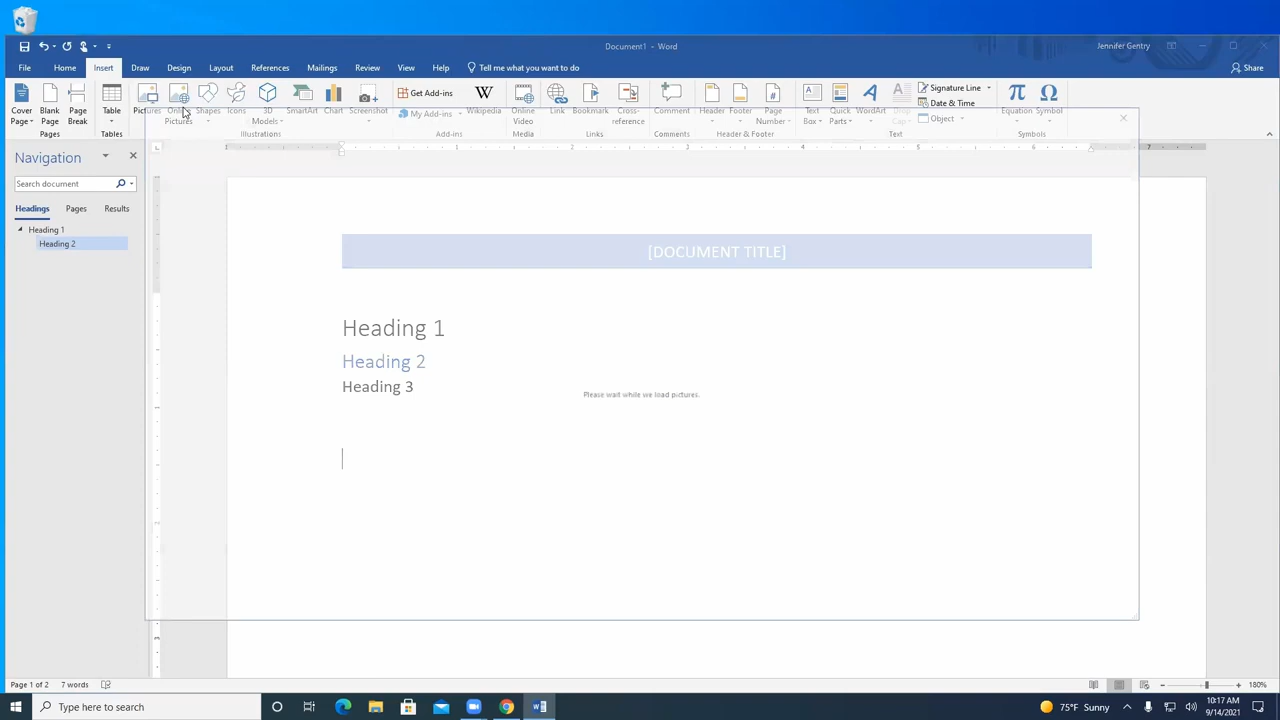 Document1 - Word
Jennifer Gentry
File Home Insert Draw Design Layout References Mailings Review View Help Tell me what you want to do Share
Cover Page
Blank Page
Page Break
Table
Pictures
Online Pictures
Shapes
Icons
3D Models
SmartArt
Chart
Screenshot
Get Add-ins
My Add-ins
Wikipedia
Online Video
Link
Bookmark
Cross-reference
Comment
Header
Footer
Page Number
Text Box
Quick Parts
WordArt
Drop Cap
Signature Line
Date & Time
Object
Equation
Symbol
Pages Tables Illustrations Add-ins Media Links Comments Header & Footer Text Symbols
Navigation
Search document
Headings Pages Results
Heading 1
Heading 2
[DOCUMENT TITLE]
Heading 1
Heading 2
Heading 3
Please wait while we load pictures.
Page 1 of 2 7 words
180%
Type here to search
75°F Sunny
10:17 AM
9/14/2021